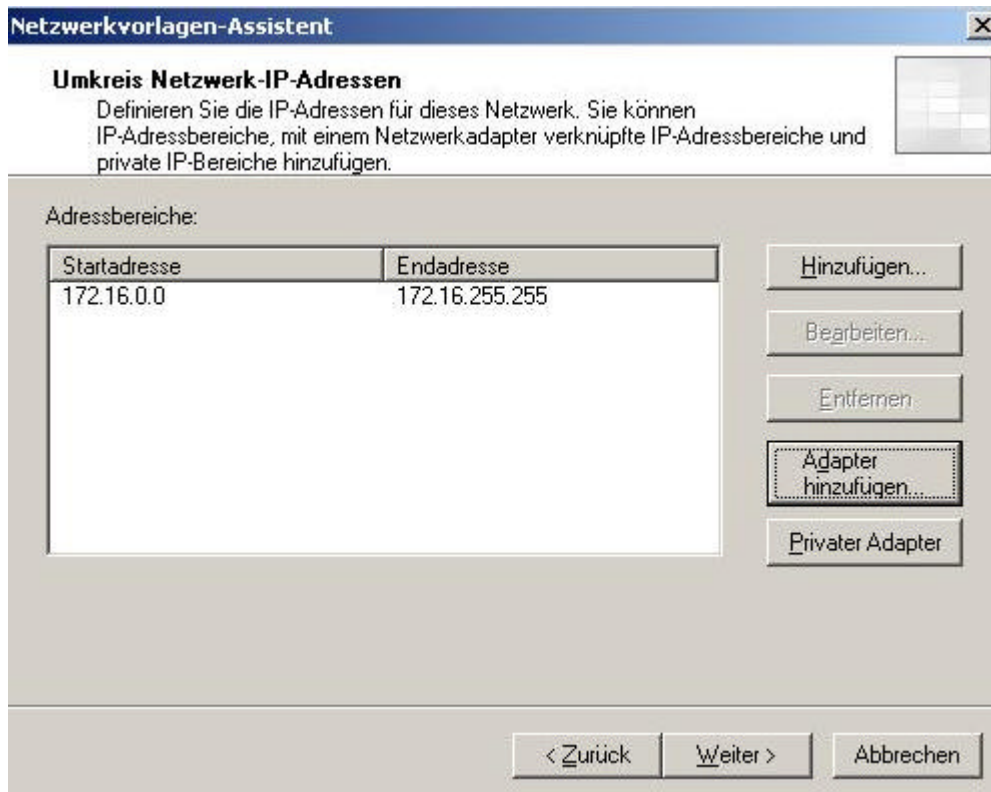 Netzwerkvorlagen-Assistent
Umkreis Netzwerk-IP-Adressen
Definieren Sie die IP-Adressen für dieses Netzwerk. Sie können
IP-Adressbereiche, mit einem Netzwerkadapter verknüpfte IP-Adressbereiche und
private IP-Bereiche hinzufügen.
Adressbereiche:
Startadresse Endadresse
172.16.0.0 172.16.255.255
Hinzufügen...
Bearbeiten...
Entfernen
Adapter
hinzufügen...
Privater Adapter
< Zurück Weiter > Abbrechen